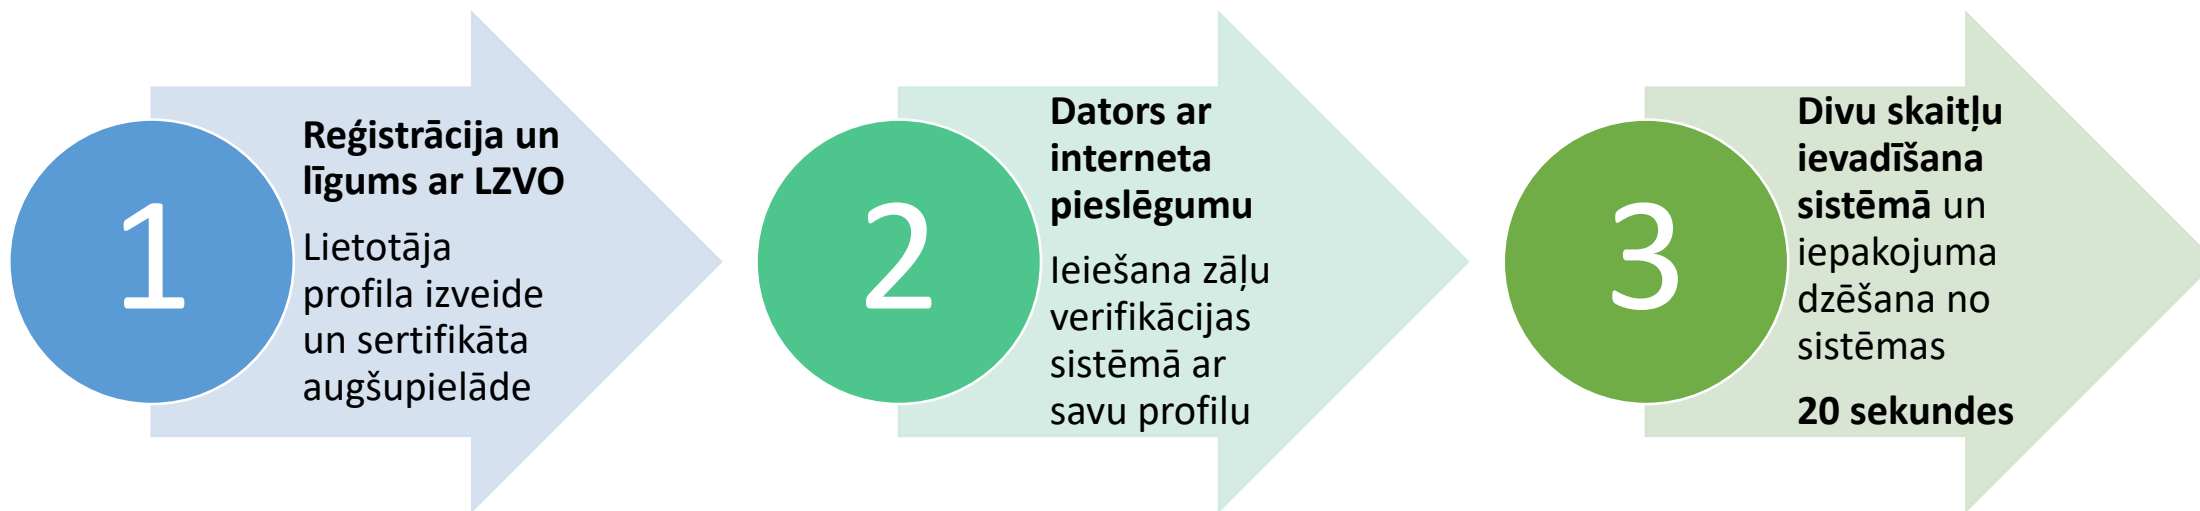 1
Reģistrācija un
līgums ar LZVO
Lietotāja
profila izveide
un sertifikāta
augšupielāde
2
Dators ar
interneta
pieslēgumu
Ieiešana zāļu
verifikācijas
sistēmā ar
savu profilu
3
Divu skaitļu
ievadīšana
sistēmā un
iepakojuma
dzēšana no
sistēmas
20 sekundes